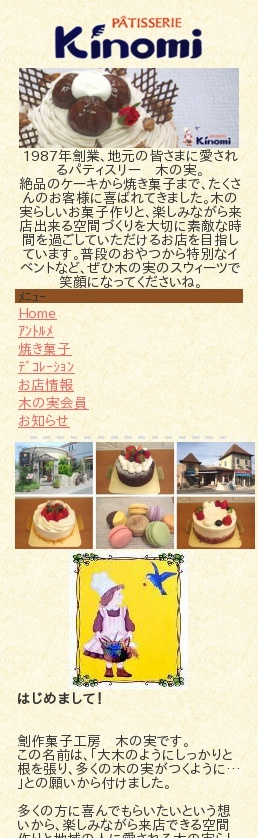 PÂTISSERIE
Kinomi
Kinomi
1987年創業、地元の皆さまに愛され
るパティスリー　木の実。
絶品のケーキから焼き菓子まで、たくさ
んのお客様に喜ばれてきました。木の
実らしいお菓子作りと、楽しみながら来
店出来る空間づくりを大切に素敵な時
間を過ごしていただけるお店を目指し
ています。普段のおやつから特別なイ
ベントなど、ぜひ木の実のスウィーツで
笑顔になってくださいね。
ﾒﾆｭｰ
Home
ｱﾝﾄﾙﾒ
焼き菓子
ﾃﾞｺﾚｰｼｮﾝ
お店情報
木の実会員
お知らせ
はじめまして！
創作菓子工房　木の実です。
この名前は、「大木のようにしっかりと
根を張り、多くの木の実がつくように…
」との願いから付けました。
多くの方に喜んでもらいたいという想
いから、楽しみながら来店できる空間